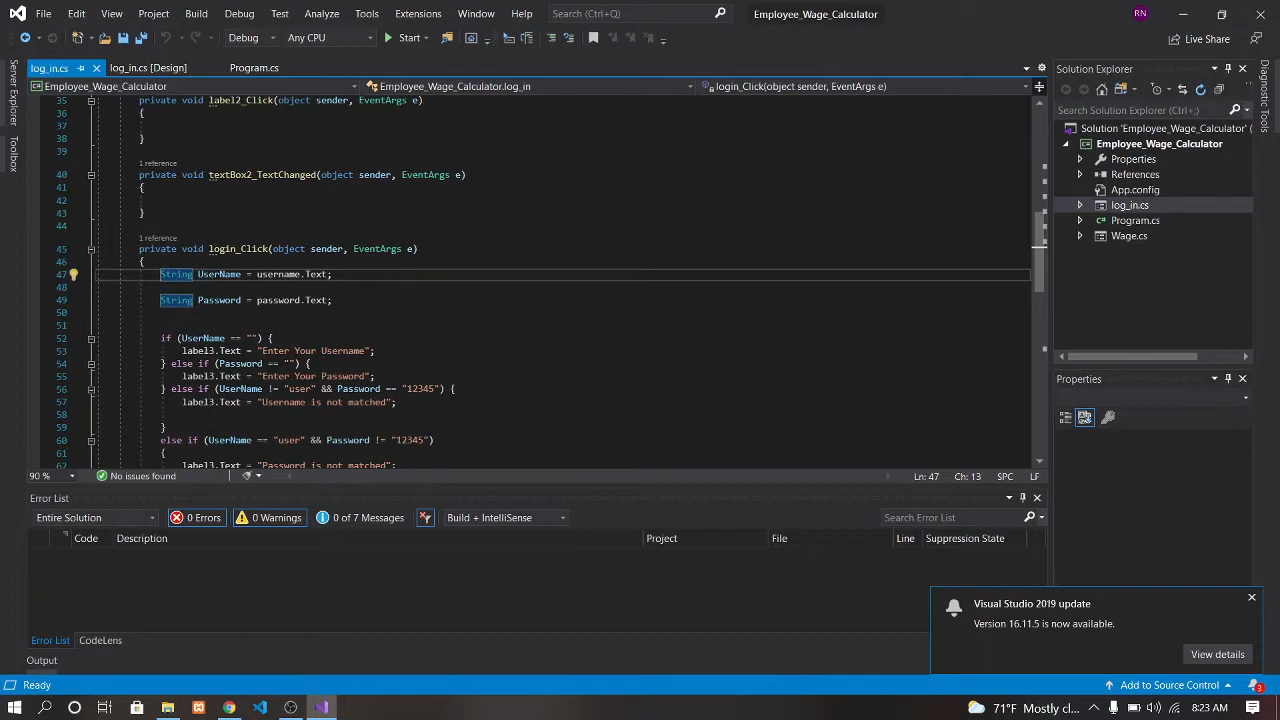 File Edit View Project Build Debug Test Analyze Tools Extensions Window Help Search (Ctrl+Q) Employee_Wage_Calculator RN
Debug Any CPU Start Live Share
log_in.cs log_in.cs [Design] Program.cs
Employee_Wage_Calculator Employee_Wage_Calculator.log_in login_Click(object sender, EventArgs e)
Server Explorer
Toolbox
35 private void label2_Click(object sender, EventArgs e)
36 {
37
38 }
39
1 reference
40 private void textBox2_TextChanged(object sender, EventArgs e)
41 {
42
43 }
44
1 reference
45 private void login_Click(object sender, EventArgs e)
46 {
47 String UserName = username.Text;
48
49 String Password = password.Text;
50
51
52 if (UserName == "") {
53 label3.Text = "Enter Your Username";
54 } else if (Password == "") {
55 label3.Text = "Enter Your Password";
56 } else if (UserName != "user" && Password == "12345") {
57 label3.Text = "Username is not matched";
58
59 }
60 else if (UserName == "user" && Password != "12345")
61 {
62 label3.Text = "Password is not matched";
90 % No issues found Ln: 47 Ch: 13 SPC LF
Error List
Entire Solution 0 Errors 0 Warnings 0 of 7 Messages Build + IntelliSense Search Error List
Code Description Project File Line Suppression State
Error List CodeLens
Output
Solution Explorer
Search Solution Explorer (Ctrl+;)
Solution 'Employee_Wage_Calculator' (
Employee_Wage_Calculator
Properties
References
App.config
log_in.cs
Program.cs
Wage.cs
Properties
Diagnostic Tools
Visual Studio 2019 update
Version 16.11.5 is now available.
View details
Ready Add to Source Control 3
71°F Mostly cl... 8:23 AM